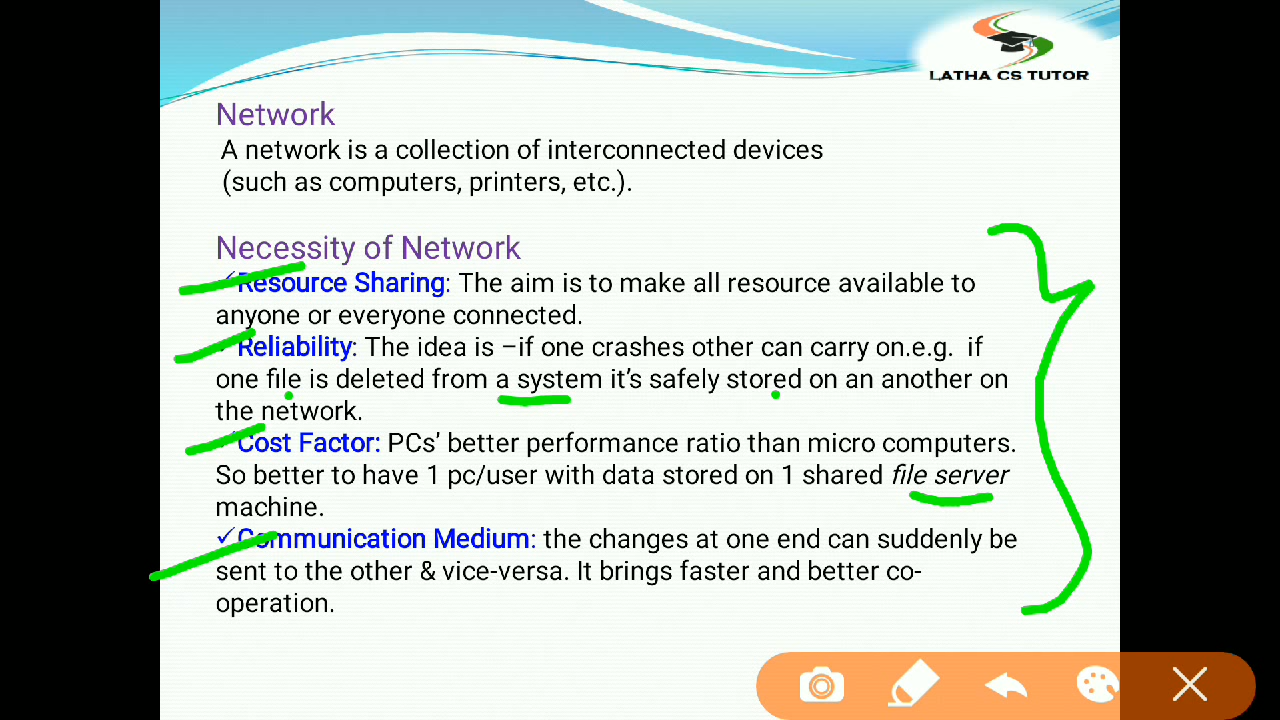 LATHA CS TUTOR
Network
A network is a collection of interconnected devices
(such as computers, printers, etc.).
Necessity of Network
✓Resource Sharing: The aim is to make all resource available to
anyone or everyone connected.
✓Reliability: The idea is –if one crashes other can carry on.e.g. if
one file is deleted from a system it's safely stored on an another on
the network.
✓Cost Factor: PCs' better performance ratio than micro computers.
So better to have 1 pc/user with data stored on 1 shared file server
machine.
✓Communication Medium: the changes at one end can suddenly be
sent to the other & vice-versa. It brings faster and better co-
operation.